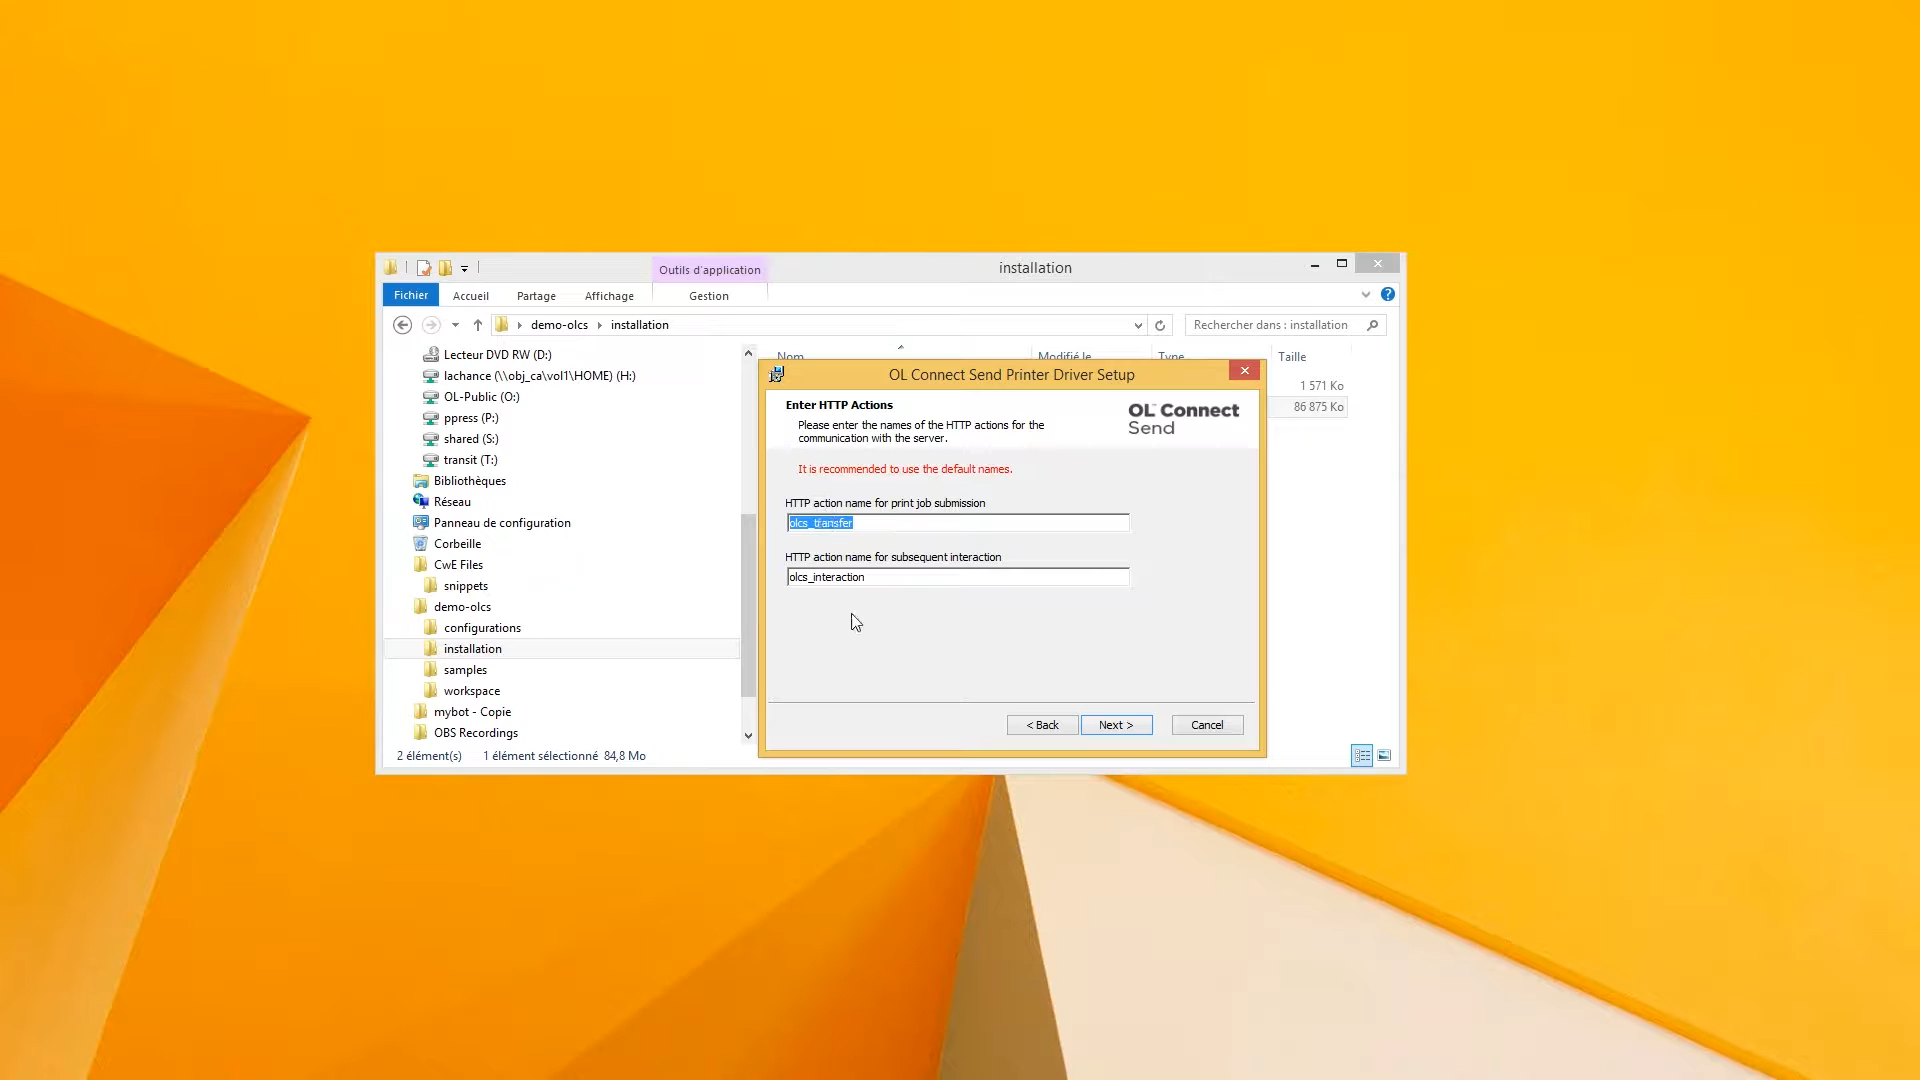 Outils d'application
installation
Fichier
Accueil
Partage
Affichage
Gestion
demo-olcs
installation
Rechercher dans : installation
Lecteur DVD RW (D:)
lachance (\\obj_ca\vol1\HOME) (H:)
OL-Public (O:)
ppress (P:)
shared (S:)
transit (T:)
Bibliothèques
Réseau
Panneau de configuration
Corbeille
CwE Files
snippets
demo-olcs
configurations
installation
samples
workspace
mybot - Copie
OBS Recordings
Nom
Modifié le
Type
Taille
1 571 Ko
86 875 Ko
OL Connect Send Printer Driver Setup
Enter HTTP Actions
Please enter the names of the HTTP actions for the
communication with the server.
OL™ Connect
Send
It is recommended to use the default names.
HTTP action name for print job submission
olcs_transfer
HTTP action name for subsequent interaction
olcs_interaction
< Back
Next >
Cancel
2 élément(s)
1 élément sélectionné 84,8 Mo